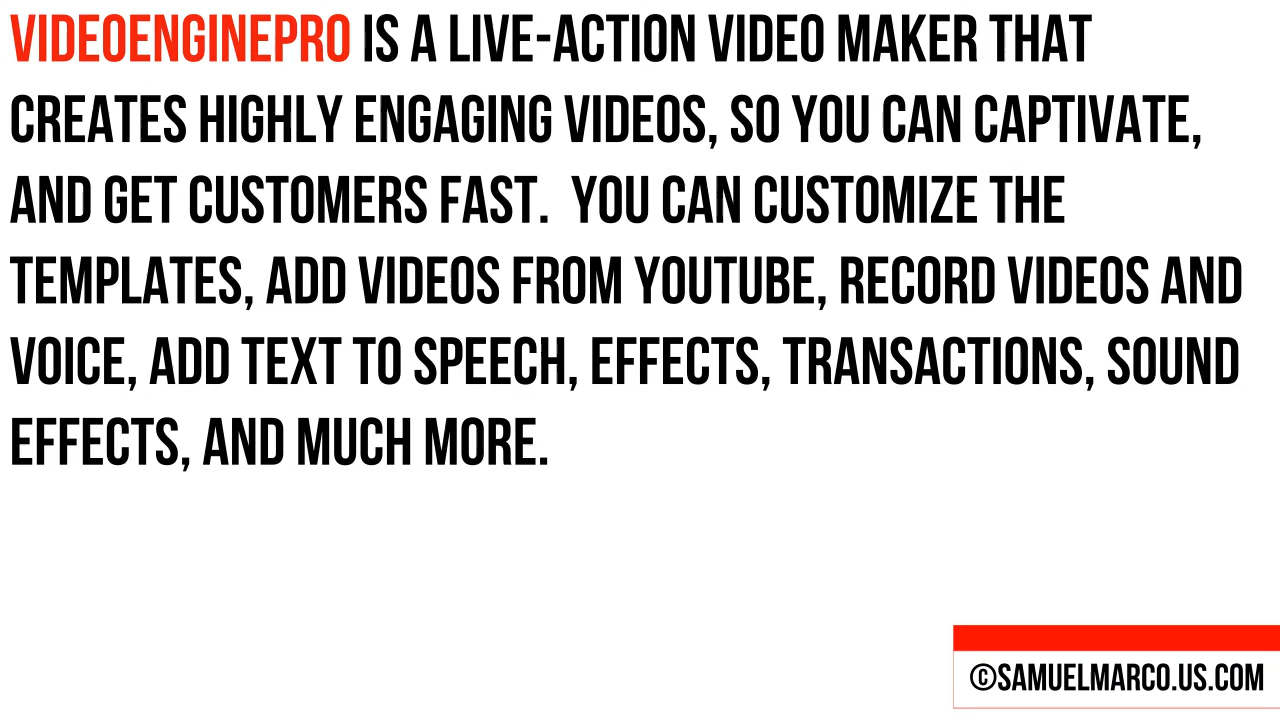 VIDEOENGINEPRO IS A LIVE-ACTION VIDEO MAKER THAT
CREATES HIGHLY ENGAGING VIDEOS, SO YOU CAN CAPTIVATE,
AND GET CUSTOMERS FAST.  YOU CAN CUSTOMIZE THE
TEMPLATES, ADD VIDEOS FROM YOUTUBE, RECORD VIDEOS AND
VOICE, ADD TEXT TO SPEECH, EFFECTS, TRANSACTIONS, SOUND
EFFECTS, AND MUCH MORE.
©SAMUELMARCO.US.COM